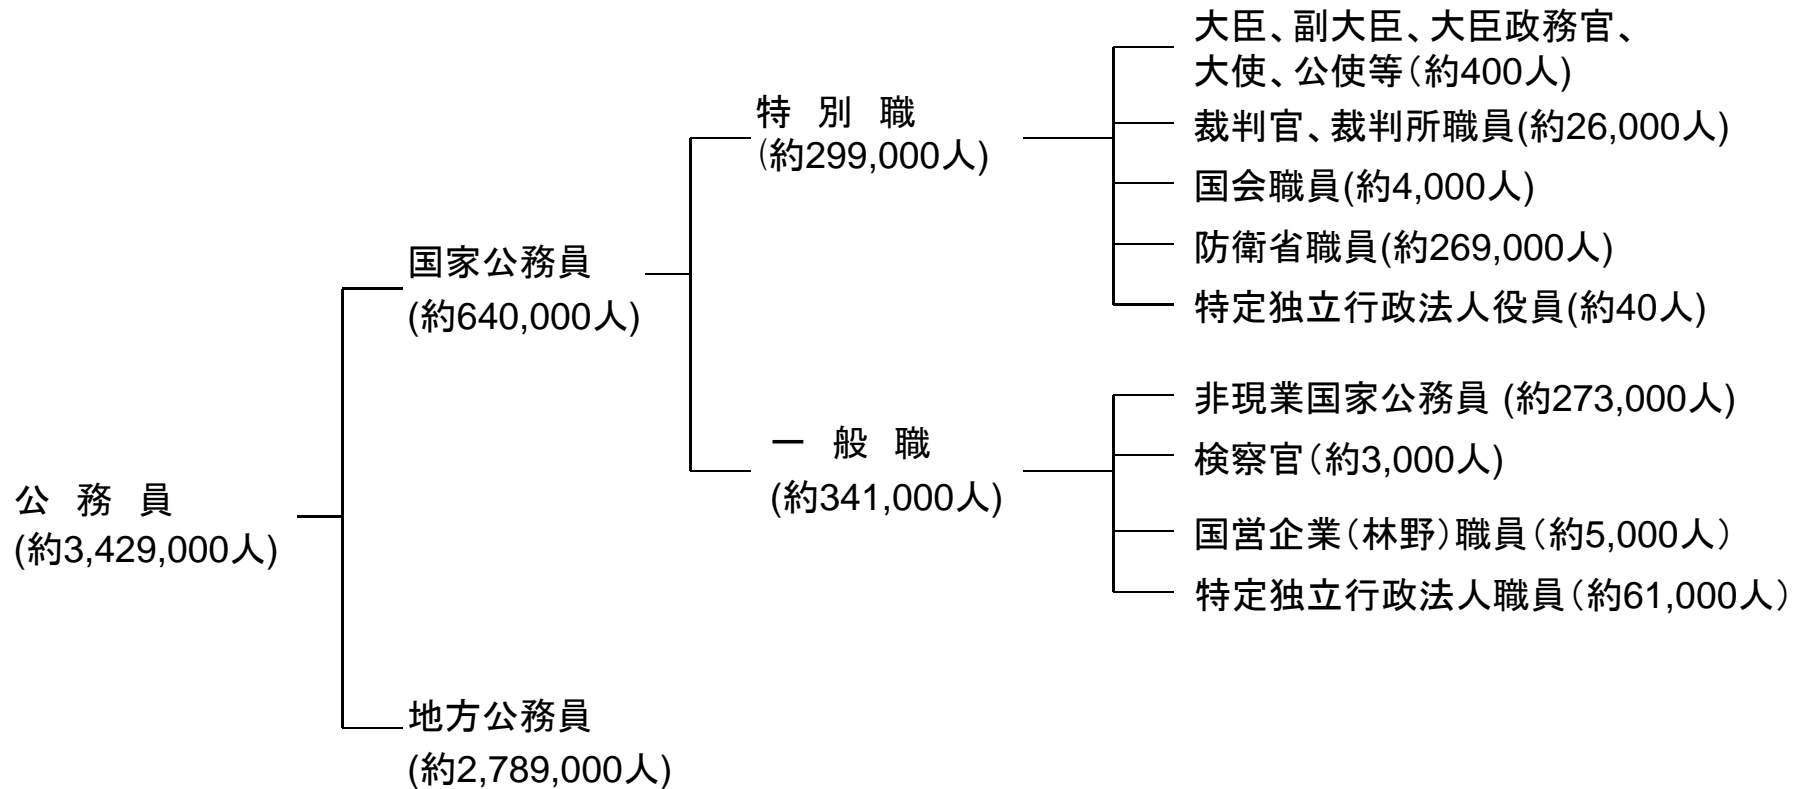 公 務 員
(約3,429,000人)
国家公務員
(約640,000人)
特 別 職
(約299,000人)
大臣、副大臣、大臣政務官、
大使、公使等(約400人)
裁判官、裁判所職員(約26,000人)
国会職員(約4,000人)
防衛省職員(約269,000人)
特定独立行政法人役員(約40人)
一 般 職
(約341,000人)
非現業国家公務員 (約273,000人)
検察官(約3,000人)
国営企業(林野)職員(約5,000人)
特定独立行政法人職員(約61,000人)
地方公務員
(約2,789,000人)